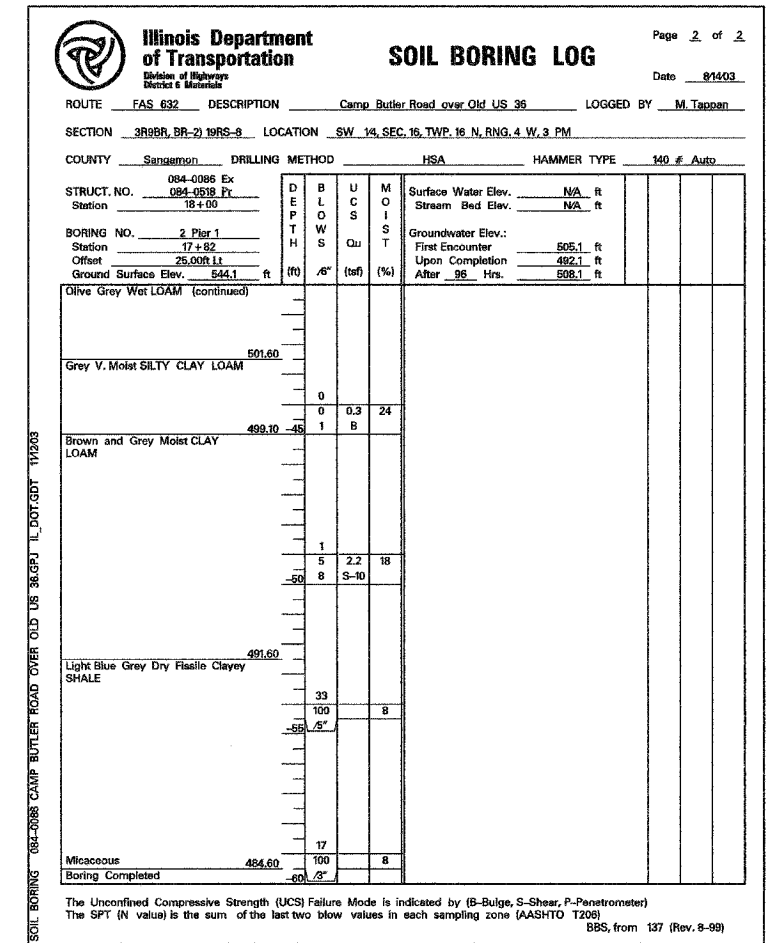 Illinois Department
of Transportation
Division of Highways
District 6 Materials
SOIL BORING LOG
Page 2 of 2
Date 8/14/03
ROUTE FAS 632 DESCRIPTION Camp Butler Road over Old US 36 LOGGED BY M. Tappan
SECTION 3R9BR, BR-2) 19RS-8 LOCATION SW 1/4, SEC. 16, TWP. 16 N, RNG. 4 W, 3 PM
COUNTY Sangamon DRILLING METHOD HSA HAMMER TYPE 140 # Auto
084-0086 Ex
STRUCT. NO. 084-0518 Pr
Station 18+00
BORING NO. 2 Pier 1
Station 17+82
Offset 25.00ft Lt
Ground Surface Elev. 544.1 ft
DEPTH (ft)
BLOWS /6"
UCS Qu (tsf)
MOIST (%)
Surface Water Elev. N/A ft
Stream Bed Elev. N/A ft
Groundwater Elev.:
First Encounter 505.1 ft
Upon Completion 492.1 ft
After 96 Hrs. 508.1 ft
Olive Grey Wet LOAM (continued)
501.60
Grey V. Moist SILTY CLAY LOAM
0
0 0.3 24
499.10 -45 1 B
Brown and Grey Moist CLAY
LOAM
1
5 2.2 18
-50 8 S-10
491.60
Light Blue Grey Dry Fissile Clayey
SHALE
33
100 8
-55 /5"
17
Micaceous 484.60 100 8
Boring Completed -60 /3"
The Unconfined Compressive Strength (UCS) Failure Mode is indicated by (B-Bulge, S-Shear, P-Penetrometer)
The SPT (N value) is the sum of the last two blow values in each sampling zone (AASHTO T206)
BBS, from 137 (Rev. 8-99)
SOIL BORING 084-0086 CAMP BUTLER ROAD OVER OLD US 36.GPJ IL_DOT.GDT 11/12/03